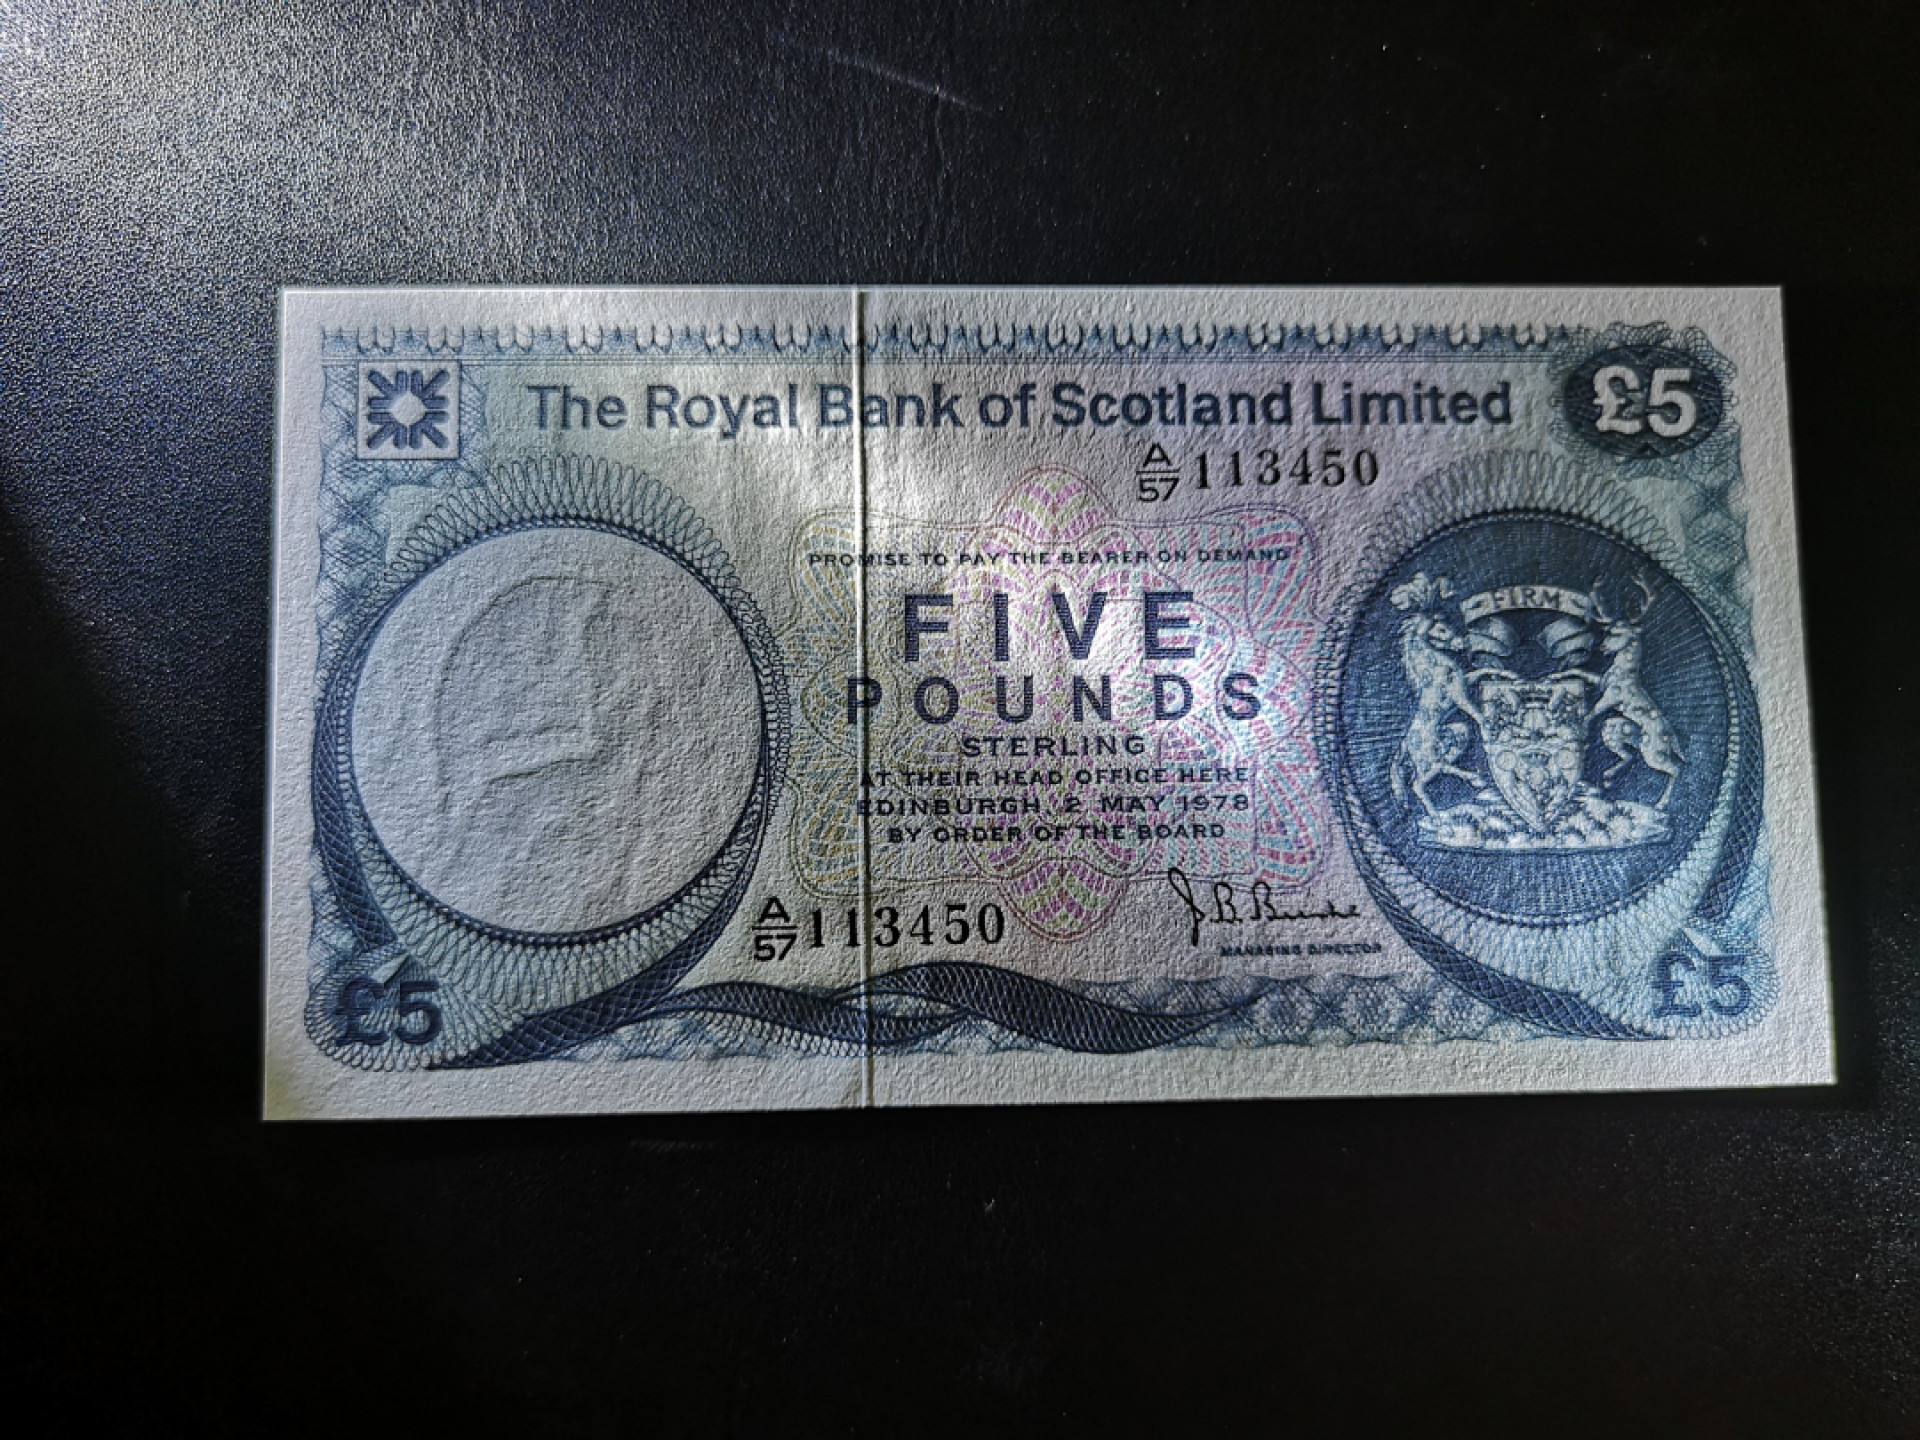 The Royal Bank of Scotland Limited
£5
A/57 113450
PROMISE TO PAY THE BEARER ON DEMAND
FIVE
POUNDS
STERLING
AT THEIR HEAD OFFICE HERE
EDINBURGH, 2 MAY 1978
BY ORDER OF THE BOARD
A/57 113450
J. B. Burke
MANAGING DIRECTOR
£5
£5